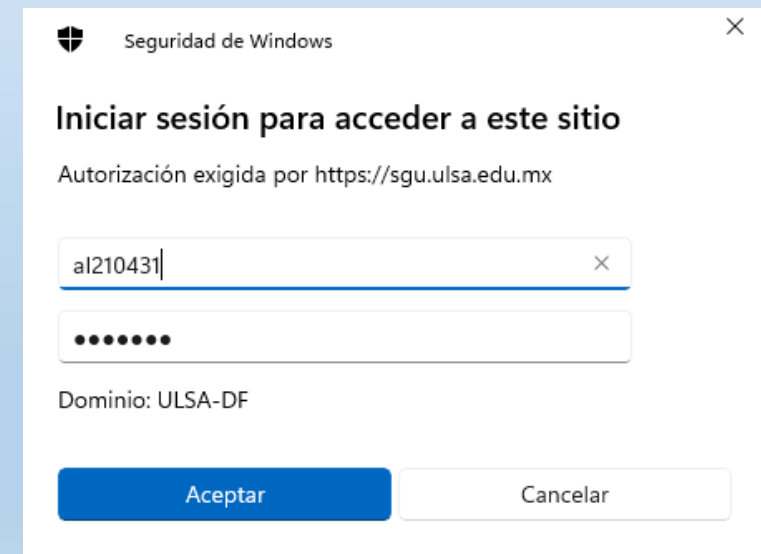 Seguridad de Windows
Iniciar sesión para acceder a este sitio
Autorización exigida por https://sgu.ulsa.edu.mx
al210431
•••••••
Dominio: ULSA-DF
Aceptar
Cancelar